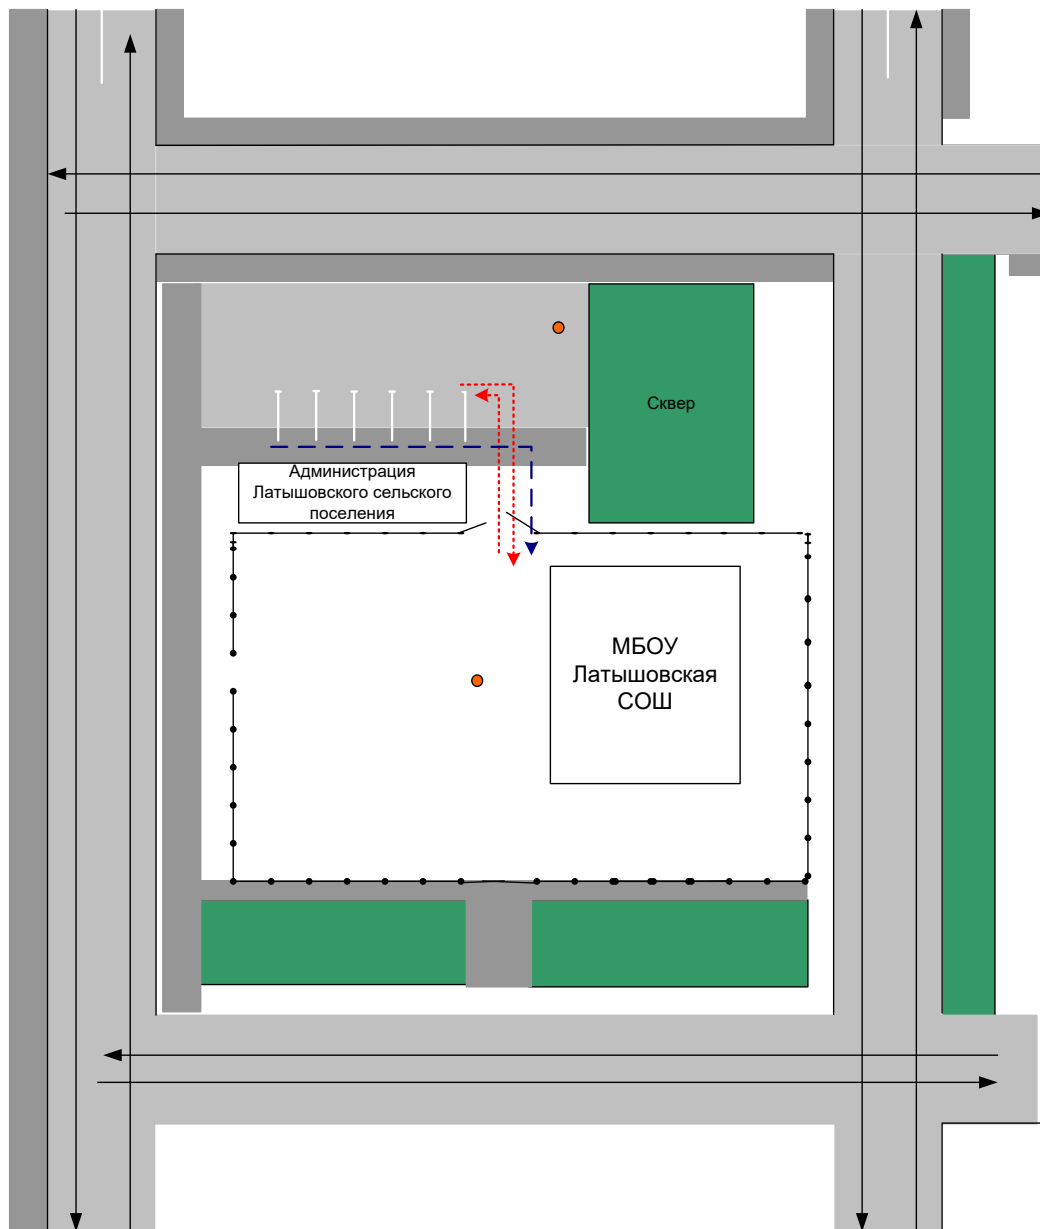 Сквер
Администрация
Латышовского сельского
поселения
МБОУ
Латышовская
СОШ